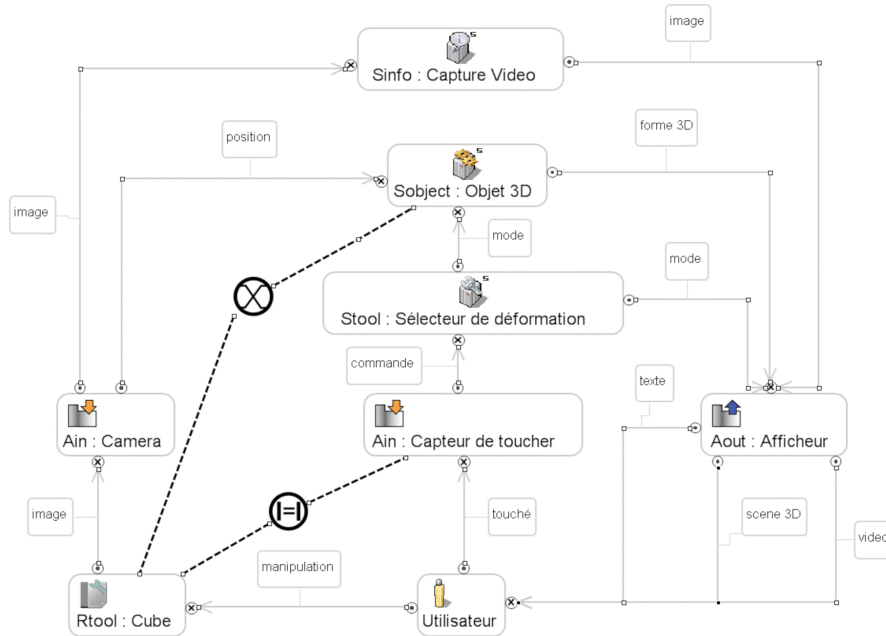 image
S
Sinfo : Capture Video
position
forme 3D
S
Sobject : Objet 3D
image
mode
mode
S
Stool : Sélecteur de déformation
commande
texte
Ain : Camera
Ain : Capteur de toucher
Aout : Afficheur
image
touché
scene 3D
video
manipulation
Rtool : Cube
Utilisateur